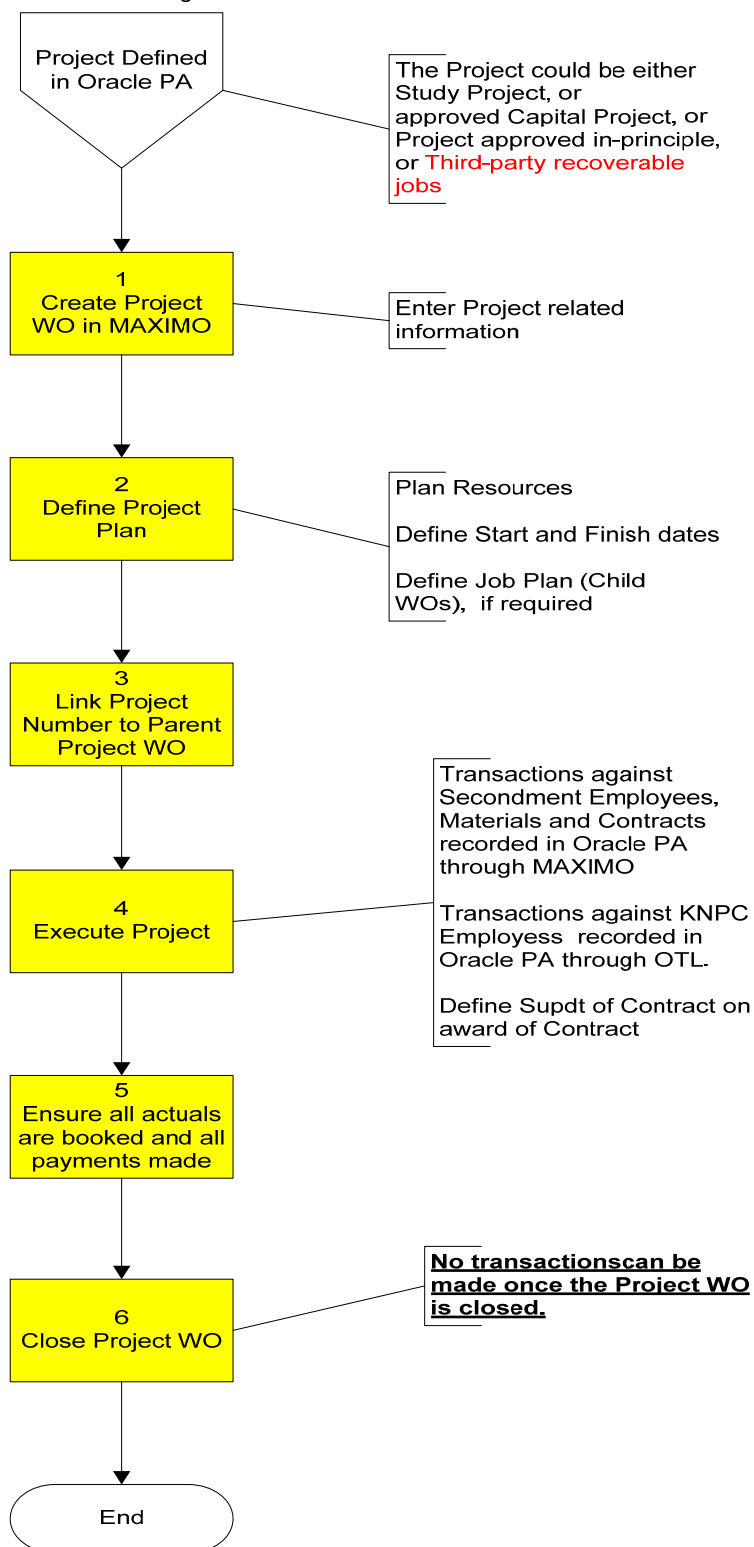 Project Defined
in Oracle PA
The Project could be either
Study Project, or
approved Capital Project, or
Project approved in-principle,
or Third-party recoverable
jobs
1
Create Project
WO in MAXIMO
Enter Project related
information
2
Define Project
Plan
Plan Resources
Define Start and Finish dates
Define Job Plan (Child
WOs), if required
3
Link Project
Number to Parent
Project WO
Transactions against
Secondment Employees,
Materials and Contracts
recorded in Oracle PA
through MAXIMO
4
Execute Project
Transactions against KNPC
Employess recorded in
Oracle PA through OTL.
Define Supdt of Contract on
award of Contract
5
Ensure all actuals
are booked and all
payments made
No transactionscan be
made once the Project WO
is closed.
6
Close Project WO
End